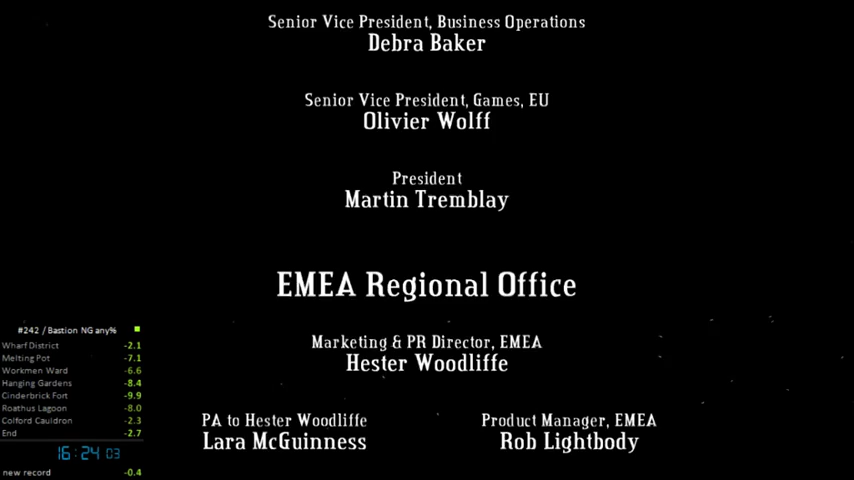 Senior Vice President, Business Operations
Debra Baker
Senior Vice President, Games, EU
Olivier Wolff
President
Martin Tremblay
EMEA Regional Office
Marketing & PR Director, EMEA
Hester Woodliffe
PA to Hester Woodliffe
Lara McGuinness
Product Manager, EMEA
Rob Lightbody
#242 / Bastion NG any%
Wharf District -2.1
Melting Pot -7.1
Workmen Ward -6.6
Hanging Gardens -8.4
Cinderbrick Fort -9.9
Roathus Lagoon -8.0
Colford Cauldron -2.3
End -2.7
16:24 03
new record -0.4